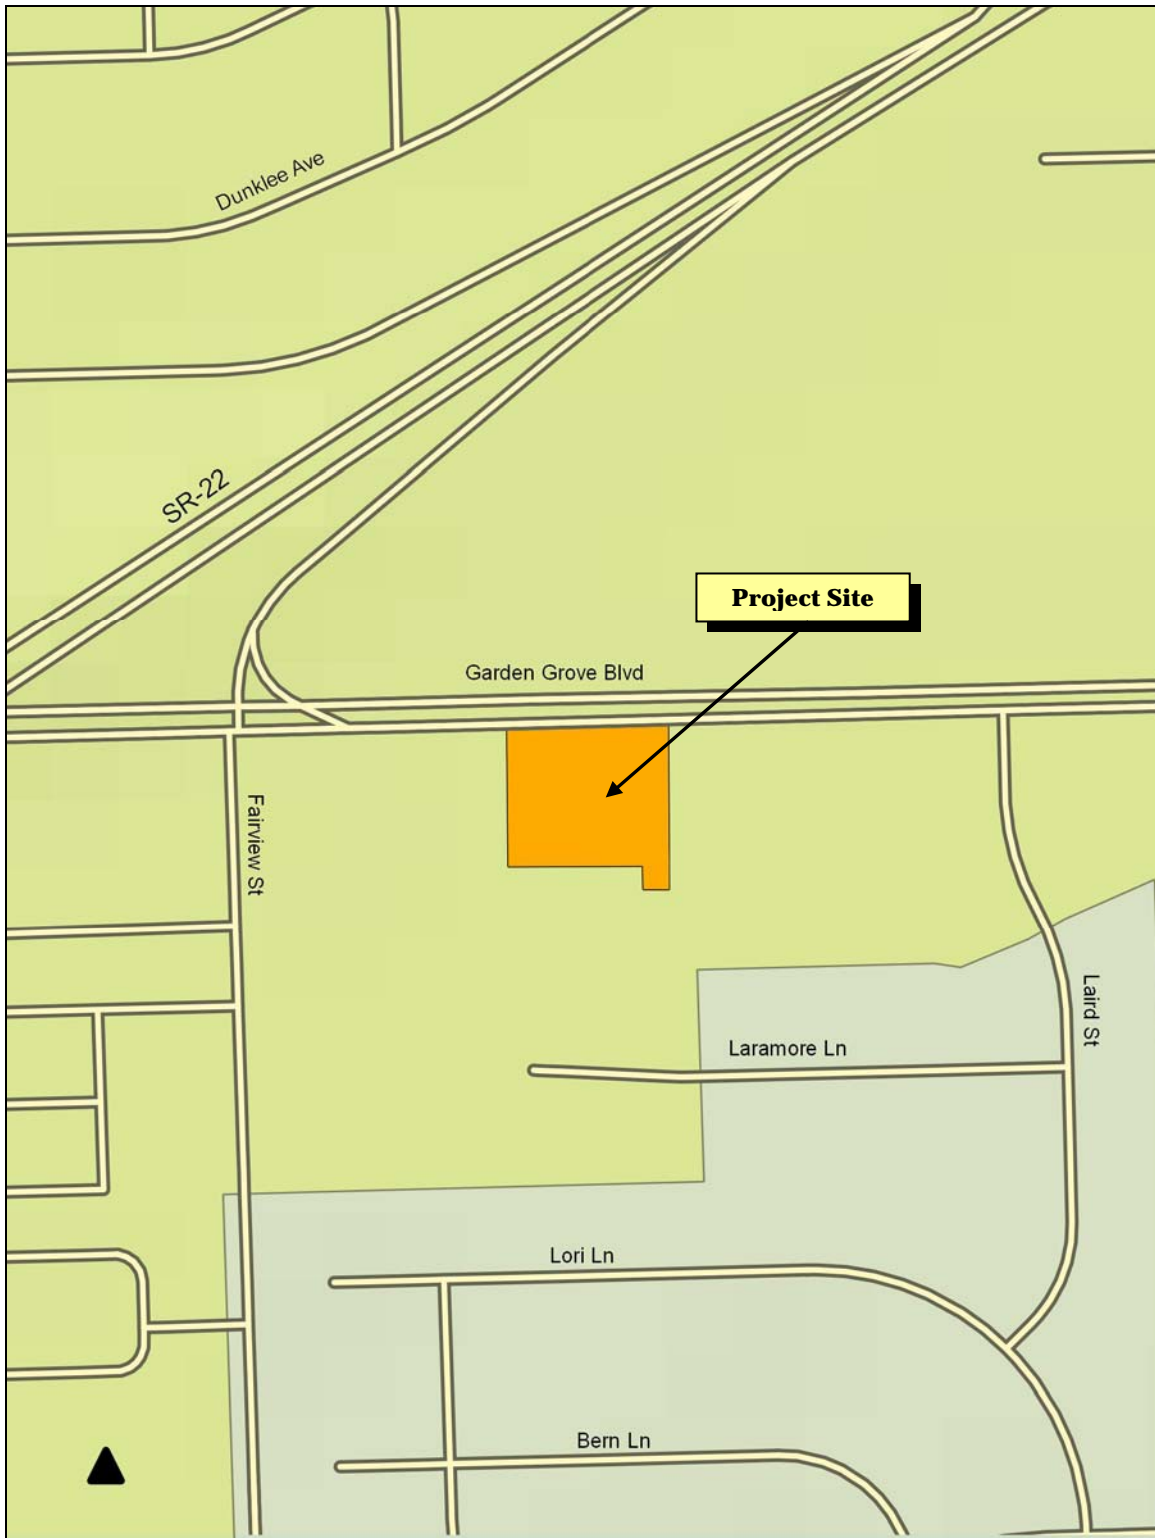 Dunklee Ave
SR-22
Project Site
Garden Grove Blvd
Fairview St
Laird St
Laramore Ln
Lori Ln
Bern Ln